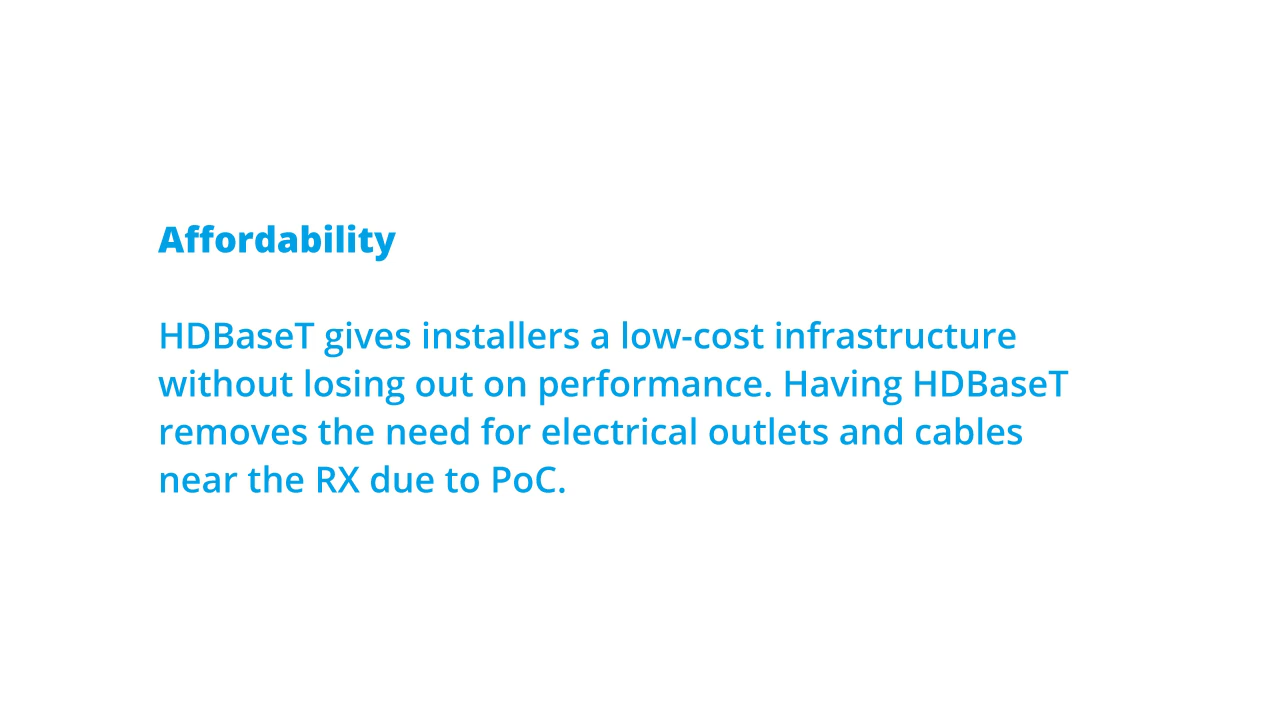 Affordability
HDBaseT gives installers a low-cost infrastructure
without losing out on performance. Having HDBaseT
removes the need for electrical outlets and cables
near the RX due to PoC.